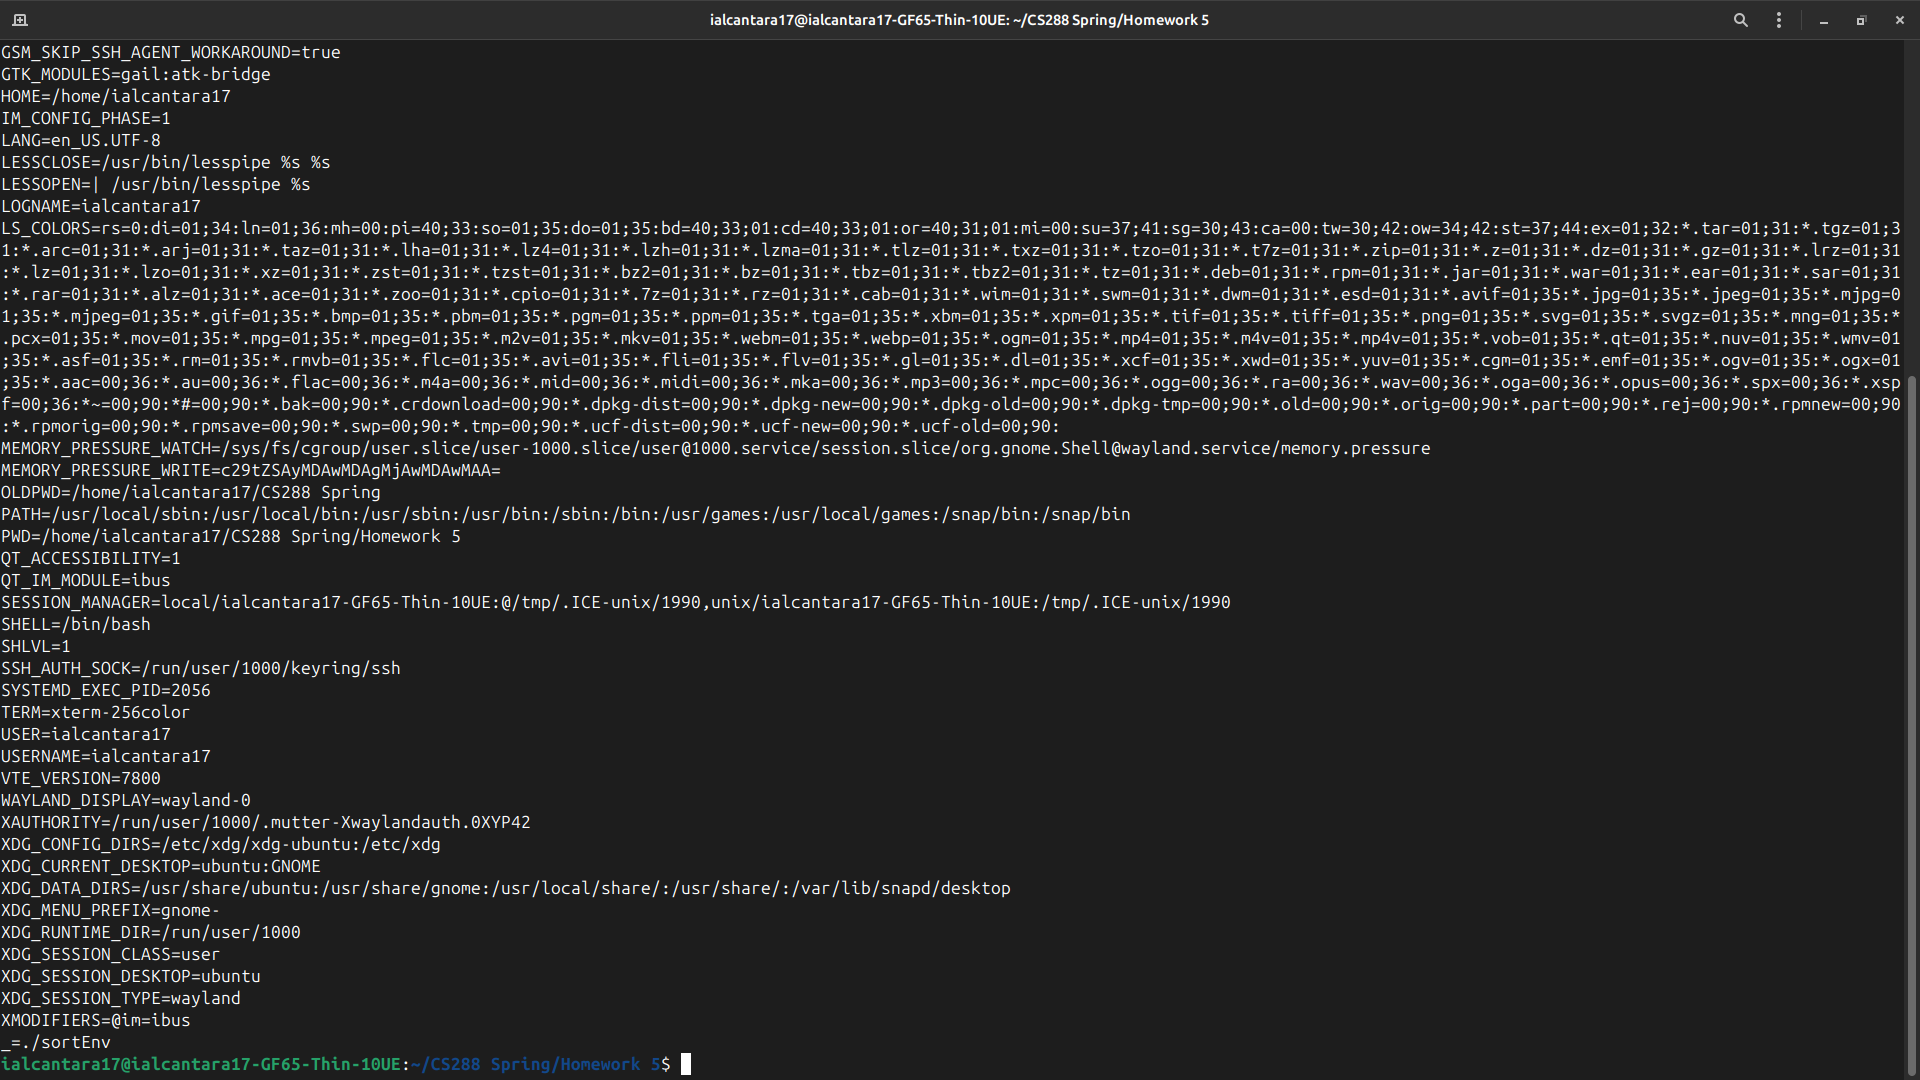 ialcantara17@ialcantara17-GF65-Thin-10UE: ~/CS288 Spring/Homework 5
GSM_SKIP_SSH_AGENT_WORKAROUND=true
GTK_MODULES=gail:atk-bridge
HOME=/home/ialcantara17
IM_CONFIG_PHASE=1
LANG=en_US.UTF-8
LESSCLOSE=/usr/bin/lesspipe %s %s
LESSOPEN=| /usr/bin/lesspipe %s
LOGNAME=ialcantara17
LS_COLORS=rs=0:di=01;34:ln=01;36:mh=00:pi=40;33:so=01;35:do=01;35:bd=40;33;01:cd=40;33;01:or=40;31;01:mi=00:su=37;41:sg=30;43:ca=00:tw=30;42:ow=34;42:st=37;44:ex=01;32:*.tar=01;31:*.tgz=01;3
1:*.arc=01;31:*.arj=01;31:*.taz=01;31:*.lha=01;31:*.lz4=01;31:*.lzh=01;31:*.lzma=01;31:*.tlz=01;31:*.txz=01;31:*.tzo=01;31:*.t7z=01;31:*.zip=01;31:*.z=01;31:*.dz=01;31:*.gz=01;31:*.lrz=01;31
:*.lz=01;31:*.lzo=01;31:*.xz=01;31:*.zst=01;31:*.tzst=01;31:*.bz2=01;31:*.bz=01;31:*.tbz=01;31:*.tbz2=01;31:*.tz=01;31:*.deb=01;31:*.rpm=01;31:*.jar=01;31:*.war=01;31:*.ear=01;31:*.sar=01;31
:*.rar=01;31:*.alz=01;31:*.ace=01;31:*.zoo=01;31:*.cpio=01;31:*.7z=01;31:*.rz=01;31:*.cab=01;31:*.wim=01;31:*.swm=01;31:*.dwm=01;31:*.esd=01;31:*.avif=01;35:*.jpg=01;35:*.jpeg=01;35:*.mjpg=0
1;35:*.mjpeg=01;35:*.gif=01;35:*.bmp=01;35:*.pbm=01;35:*.pgm=01;35:*.ppm=01;35:*.tga=01;35:*.xbm=01;35:*.xpm=01;35:*.tif=01;35:*.tiff=01;35:*.png=01;35:*.svg=01;35:*.svgz=01;35:*.mng=01;35:*
.pcx=01;35:*.mov=01;35:*.mpg=01;35:*.mpeg=01;35:*.m2v=01;35:*.mkv=01;35:*.webm=01;35:*.webp=01;35:*.ogm=01;35:*.mp4=01;35:*.m4v=01;35:*.mp4v=01;35:*.vob=01;35:*.qt=01;35:*.nuv=01;35:*.wmv=01
;35:*.asf=01;35:*.rm=01;35:*.rmvb=01;35:*.flc=01;35:*.avi=01;35:*.fli=01;35:*.flv=01;35:*.gl=01;35:*.dl=01;35:*.xcf=01;35:*.xwd=01;35:*.yuv=01;35:*.cgm=01;35:*.emf=01;35:*.ogv=01;35:*.ogx=01
;35:*.aac=00;36:*.au=00;36:*.flac=00;36:*.m4a=00;36:*.mid=00;36:*.midi=00;36:*.mka=00;36:*.mp3=00;36:*.mpc=00;36:*.ogg=00;36:*.ra=00;36:*.wav=00;36:*.oga=00;36:*.opus=00;36:*.spx=00;36:*.xsp
f=00;36:*~=00;90:*#=00;90:*.bak=00;90:*.crdownload=00;90:*.dpkg-dist=00;90:*.dpkg-new=00;90:*.dpkg-old=00;90:*.dpkg-tmp=00;90:*.old=00;90:*.orig=00;90:*.part=00;90:*.rej=00;90:*.rpmnew=00;90
:*.rpmorig=00;90:*.rpmsave=00;90:*.swp=00;90:*.tmp=00;90:*.ucf-dist=00;90:*.ucf-new=00;90:*.ucf-old=00;90:
MEMORY_PRESSURE_WATCH=/sys/fs/cgroup/user.slice/user-1000.slice/user@1000.service/session.slice/org.gnome.Shell@wayland.service/memory.pressure
MEMORY_PRESSURE_WRITE=c29tZSAyMDAwMDAgMjAwMDAwMAA=
OLDPWD=/home/ialcantara17/CS288 Spring
PATH=/usr/local/sbin:/usr/local/bin:/usr/sbin:/usr/bin:/sbin:/bin:/usr/games:/usr/local/games:/snap/bin:/snap/bin
PWD=/home/ialcantara17/CS288 Spring/Homework 5
QT_ACCESSIBILITY=1
QT_IM_MODULE=ibus
SESSION_MANAGER=local/ialcantara17-GF65-Thin-10UE:@/tmp/.ICE-unix/1990,unix/ialcantara17-GF65-Thin-10UE:/tmp/.ICE-unix/1990
SHELL=/bin/bash
SHLVL=1
SSH_AUTH_SOCK=/run/user/1000/keyring/ssh
SYSTEMD_EXEC_PID=2056
TERM=xterm-256color
USER=ialcantara17
USERNAME=ialcantara17
VTE_VERSION=7800
WAYLAND_DISPLAY=wayland-0
XAUTHORITY=/run/user/1000/.mutter-Xwaylandauth.0XYP42
XDG_CONFIG_DIRS=/etc/xdg/xdg-ubuntu:/etc/xdg
XDG_CURRENT_DESKTOP=ubuntu:GNOME
XDG_DATA_DIRS=/usr/share/ubuntu:/usr/share/gnome:/usr/local/share/:/usr/share/:/var/lib/snapd/desktop
XDG_MENU_PREFIX=gnome-
XDG_RUNTIME_DIR=/run/user/1000
XDG_SESSION_CLASS=user
XDG_SESSION_DESKTOP=ubuntu
XDG_SESSION_TYPE=wayland
XMODIFIERS=@im=ibus
_=./sortEnv
ialcantara17@ialcantara17-GF65-Thin-10UE:~/CS288 Spring/Homework 5$